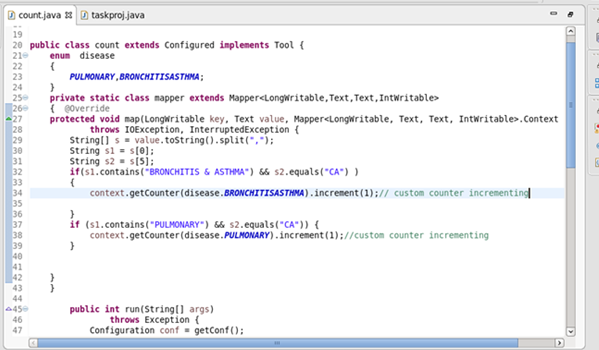 count.java taskproj.java
19
20 public class count extends Configured implements Tool {
21 enum disease
22 {
23 PULMONARY,BRONCHITISASTHMA;
24 }
25 private static class mapper extends Mapper<LongWritable,Text,Text,IntWritable>
26 { @Override
27 protected void map(LongWritable key, Text value, Mapper<LongWritable, Text, Text, IntWritable>.Context
28 throws IOException, InterruptedException {
29 String[] s = value.toString().split(",");
30 String s1 = s[0];
31 String s2 = s[5];
32 if(s1.contains("BRONCHITIS & ASTHMA") && s2.equals("CA") )
33 {
34 context.getCounter(disease.BRONCHITISASTHMA).increment(1);// custom counter incrementing
35
36 }
37 if (s1.contains("PULMONARY") && s2.equals("CA")) {
38 context.getCounter(disease.PULMONARY).increment(1);//custom counter incrementing
39 }
40
41
42 }
43 }
44
45 public int run(String[] args)
46 throws Exception {
47 Configuration conf = getConf();